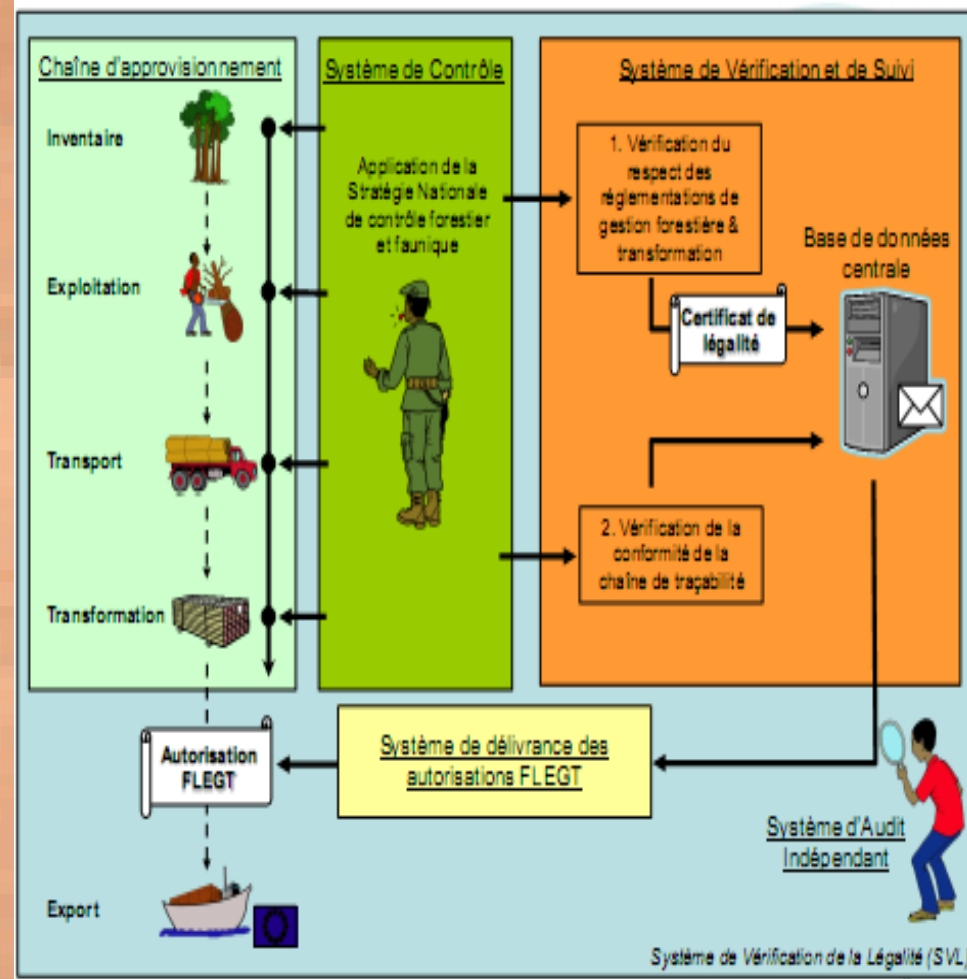 Chaîne d'approvisionnement
Inventaire
Exploitation
Transport
Transformation
Système de Contrôle
Application de la
Stratégie Nationale
de contrôle forestier
et faunique
Système de Vérification et de Suivi
1. Vérification du
respect des
réglementations de
gestion forestière &
transformation
Certificat de
légalité
Base de données
centrale
2. Vérification de la
conformité de la
chaîne de traçabilité
Autorisation
FLEGT
Système de délivrance des
autorisations FLEGT
Export
Système d'Audit
Indépendant
Système de Vérification de la Légalité (SVL)